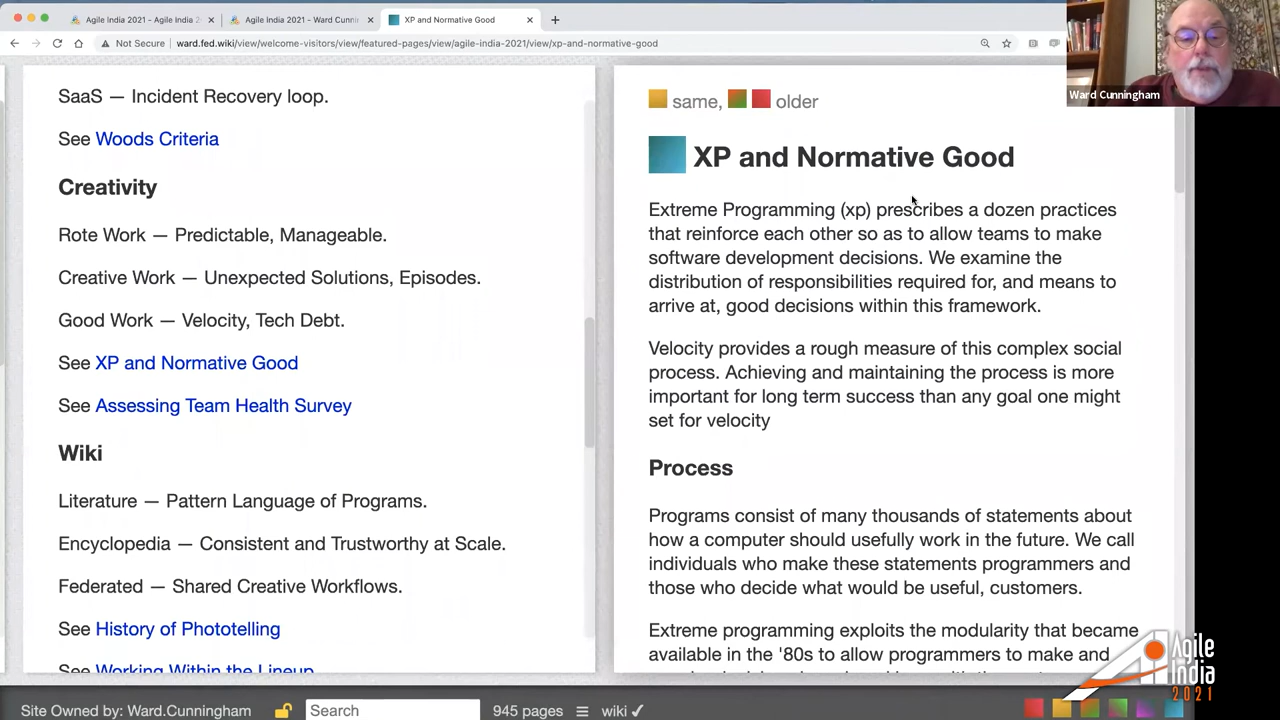 Agile India 2021 - Agile India 2
Agile India 2021 - Ward Cunni
XP and Normative Good
Not Secure
ward.fed.wiki/view/welcome-visitors/view/featured-pages/view/agile-india-2021/view/xp-and-normative-good
Ward Cunningham
SaaS — Incident Recovery loop.
See Woods Criteria
Creativity
Rote Work — Predictable, Manageable.
Creative Work — Unexpected Solutions, Episodes.
Good Work — Velocity, Tech Debt.
See XP and Normative Good
See Assessing Team Health Survey
Wiki
Literature — Pattern Language of Programs.
Encyclopedia — Consistent and Trustworthy at Scale.
Federated — Shared Creative Workflows.
See History of Phototelling
See Working Within the Lineup
same, older
XP and Normative Good
Extreme Programming (xp) prescribes a dozen practices
that reinforce each other so as to allow teams to make
software development decisions. We examine the
distribution of responsibilities required for, and means to
arrive at, good decisions within this framework.
Velocity provides a rough measure of this complex social
process. Achieving and maintaining the process is more
important for long term success than any goal one might
set for velocity
Process
Programs consist of many thousands of statements about
how a computer should usefully work in the future. We call
individuals who make these statements programmers and
those who decide what would be useful, customers.
Extreme programming exploits the modularity that became
available in the '80s to allow programmers to make and
Agile
India
2021
Site Owned by: Ward.Cunningham
Search
945 pages
wiki ✓